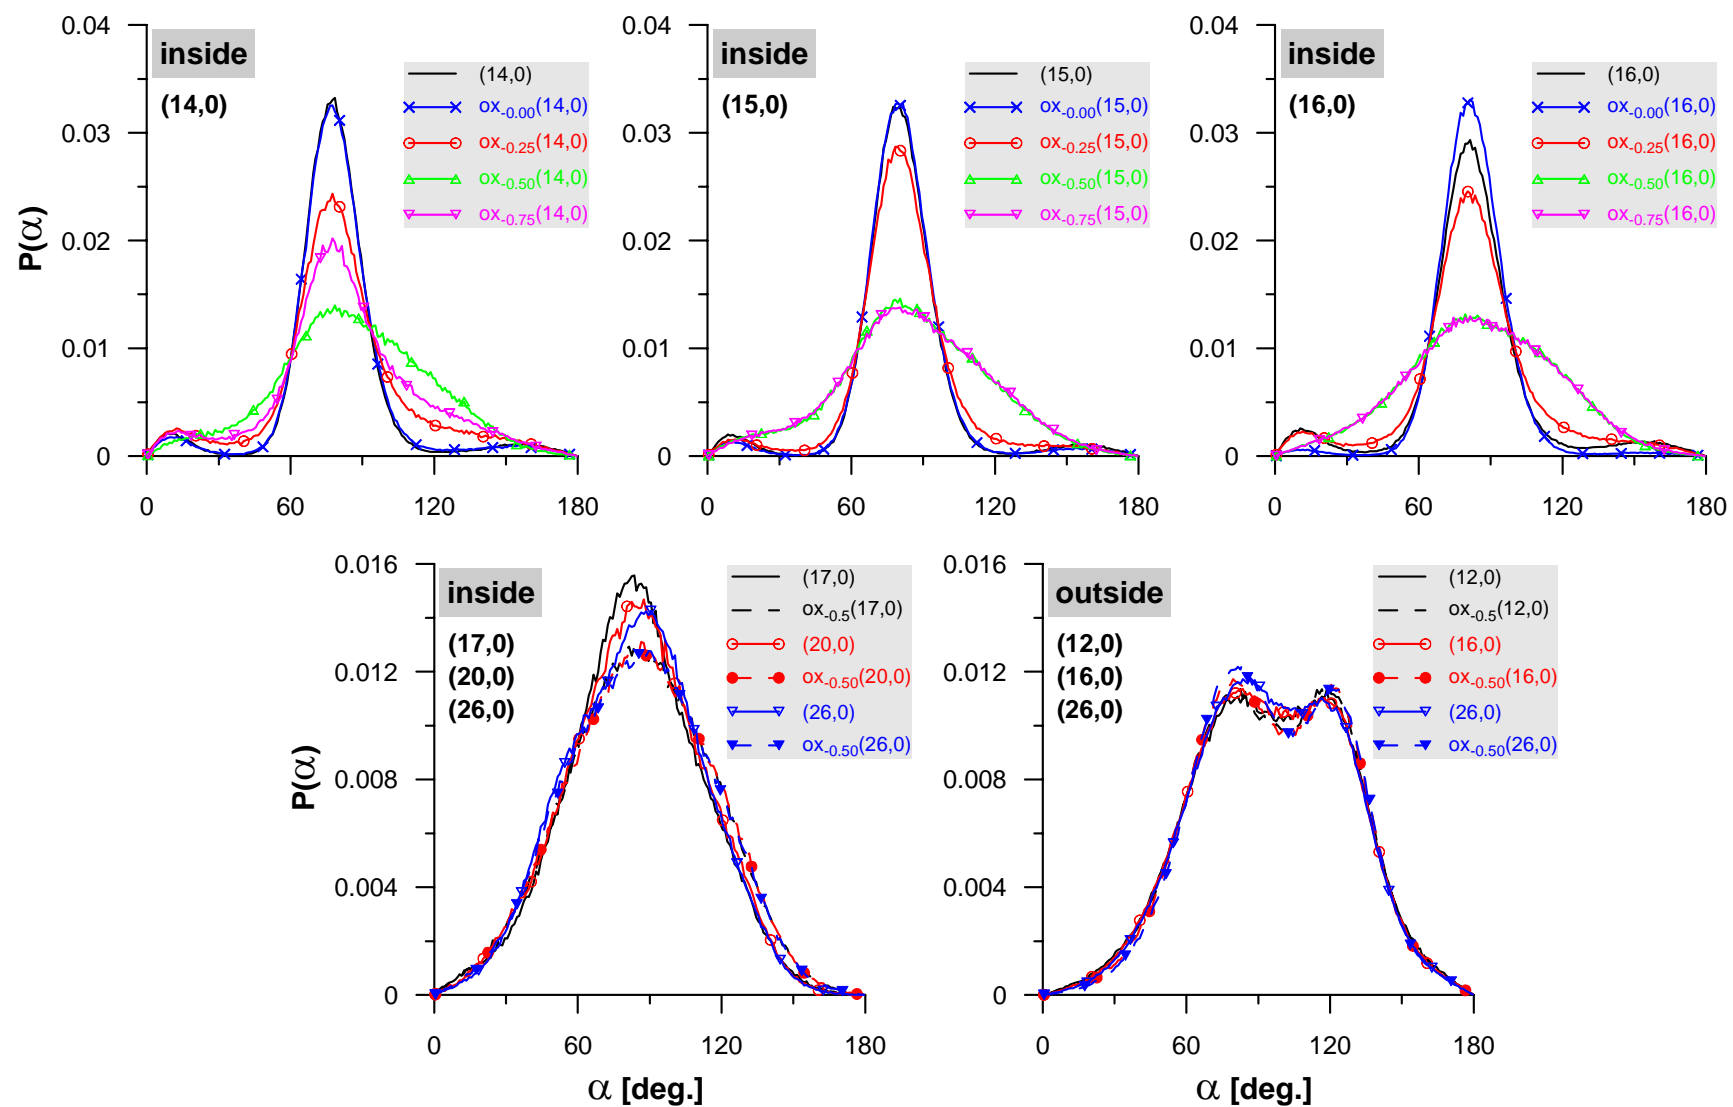 0.04
0.03
0.02
0.01
0
P(α)
inside
(14,0)
(14,0)
ox-0.00(14,0)
ox-0.25(14,0)
ox-0.50(14,0)
ox-0.75(14,0)
0 60 120 180
0.04
0.03
0.02
0.01
0
inside
(15,0)
(15,0)
ox-0.00(15,0)
ox-0.25(15,0)
ox-0.50(15,0)
ox-0.75(15,0)
0 60 120 180
0.04
0.03
0.02
0.01
0
inside
(16,0)
(16,0)
ox-0.00(16,0)
ox-0.25(16,0)
ox-0.50(16,0)
ox-0.75(16,0)
0 60 120 180
0.016
0.012
0.008
0.004
0
P(α)
inside
(17,0)
(20,0)
(26,0)
(17,0)
ox-0.5(17,0)
(20,0)
ox-0.50(20,0)
(26,0)
ox-0.50(26,0)
0 60 120 180
α [deg.]
0.016
0.012
0.008
0.004
0
outside
(12,0)
(16,0)
(26,0)
(12,0)
ox-0.5(12,0)
(16,0)
ox-0.50(16,0)
(26,0)
ox-0.50(26,0)
0 60 120 180
α [deg.]